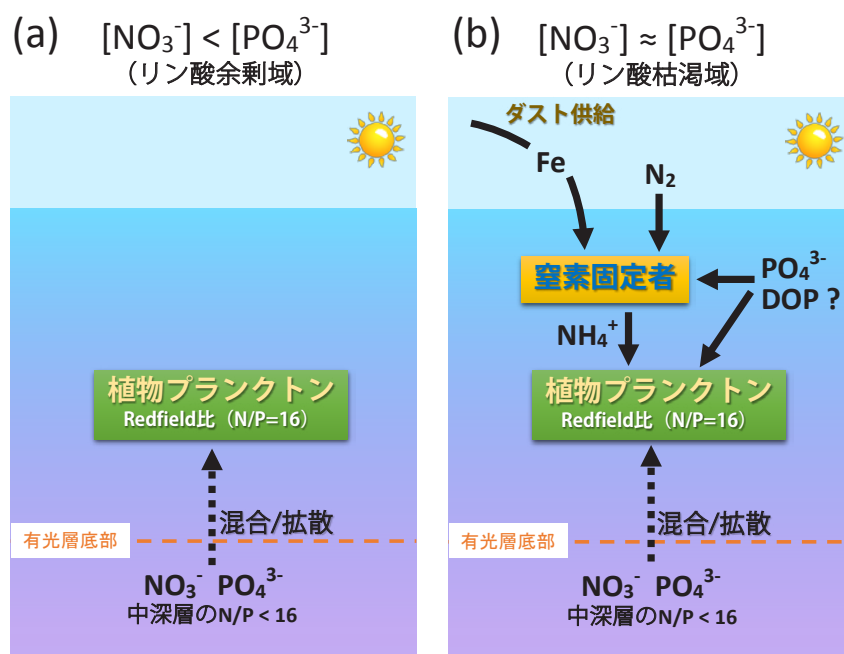 (a) [NO₃⁻] < [PO₄³⁻]
（リン酸余剰域）
植物プランクトン
Redfield比（N/P=16）
混合/拡散
有光層底部
NO₃⁻ PO₄³⁻
中深層のN/P < 16
(b) [NO₃⁻] ≈ [PO₄³⁻]
（リン酸枯渇域）
ダスト供給
Fe
N₂
窒素固定者
PO₄³⁻
DOP ?
NH₄⁺
植物プランクトン
Redfield比（N/P=16）
混合/拡散
有光層底部
NO₃⁻ PO₄³⁻
中深層のN/P < 16